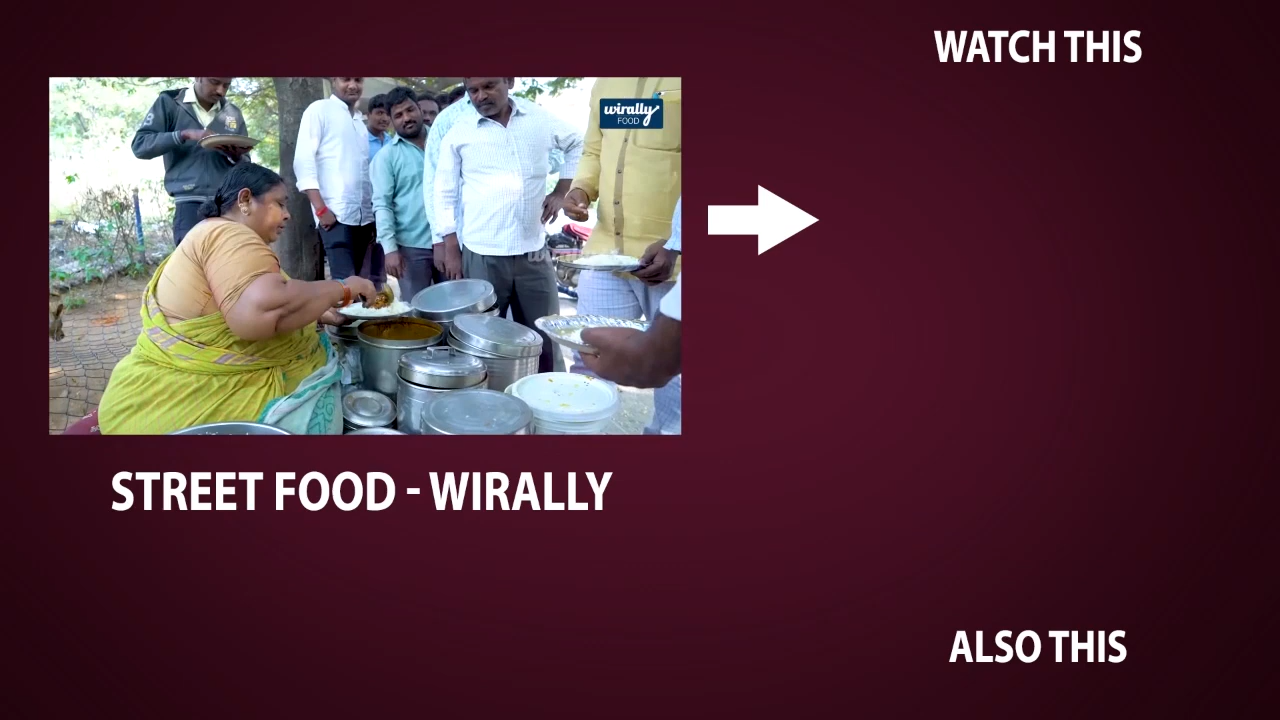 WATCH THIS
wirally
FOOD
STREET FOOD - WIRALLY
ALSO THIS